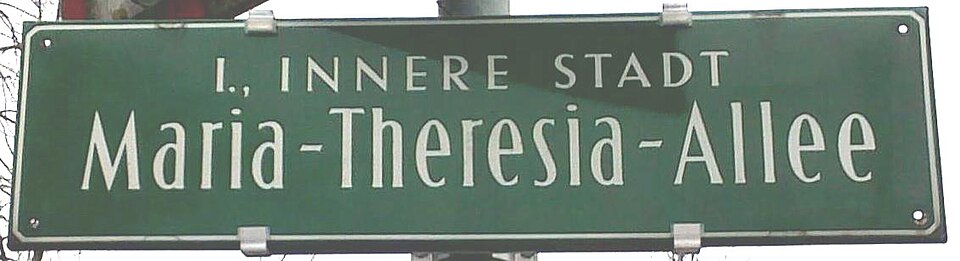 I., INNERE STADT
Maria-Theresia-Allee